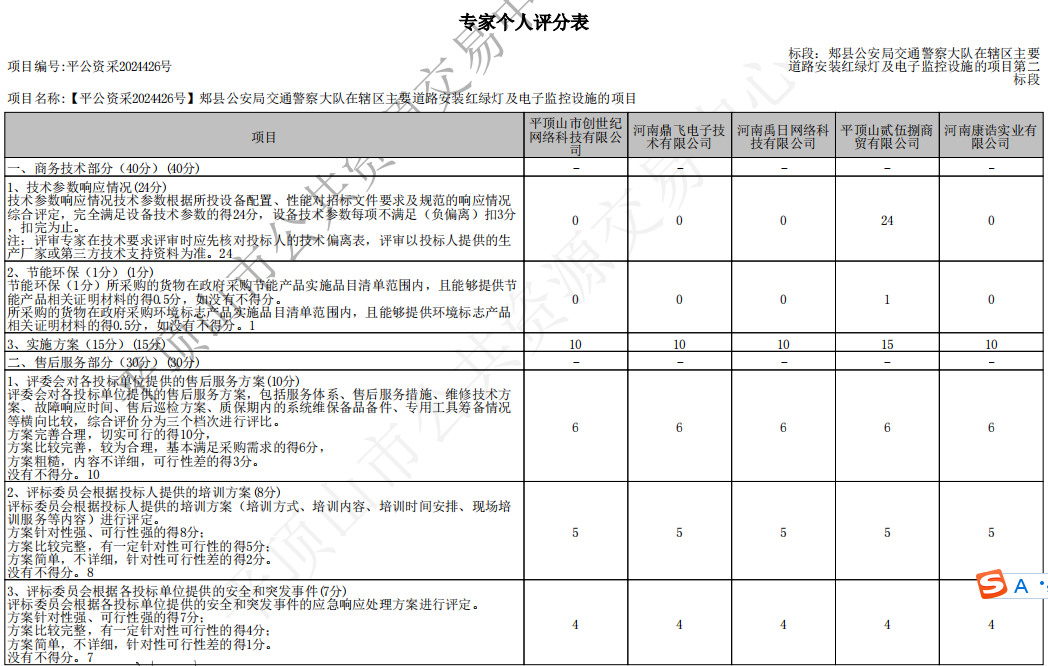 专家个人评分表
项目编号:平公资采2024426号
标段: 郏县公安局交通警察大队在辖区主要
道路安装红绿灯及电子监控设施的项目第二
标段
项目名称:【平公资采2024426号】郏县公安局交通警察大队在辖区主要道路安装红绿灯及电子监控设施的项目
项目
平顶山市创世纪
网络科技有限公
司
河南鼎飞电子技
术有限公司
河南禹日网络科
技有限公司
平顶山贰伍捌商
贸有限公司
河南康诰实业有
限公司
一、商务技术部分（40分）(40分)
－ － － － －
1、技术参数响应情况(24分)
技术参数响应情况技术参数根据所投设备配置、性能对招标文件要求及规范的响应情况
综合评定，完全满足设备技术参数的得24分，设备技术参数每项不满足（负偏离）扣3分
，扣完为止。
注：评审专家在技术要求评审时应先核对投标人的技术偏离表，评审以投标人提供的生
产厂家或第三方技术支持资料为准。24
0 0 0 24 0
2、节能环保（1分）(1分)
节能环保（1分）所采购的货物在政府采购节能产品实施品目清单范围内，且能够提供节
能产品相关证明材料的得0.5分，如没有不得分。
所采购的货物在政府采购环境标志产品实施品目清单范围内，且能够提供环境标志产品
相关证明材料的得0.5分，如没有不得分。1
0 0 0 1 0
3、实施方案（15分）(15分)
10 10 10 15 10
二、售后服务部分（30分）(30分)
－ － － － －
1、评委会对各投标单位提供的售后服务方案(10分)
评委会对各投标单位提供的售后服务方案，包括服务体系、售后服务措施、维修技术方
案、故障响应时间、售后巡检方案、质保期内的系统维保备品备件、专用工具筹备情况
等横向比较，综合评价分为三个档次进行评比。
方案完善合理，切实可行的得10分，
方案比较完善，较为合理，基本满足采购需求的得6分，
方案粗糙，内容不详细，可行性差的得3分。
没有不得分。10
6 6 6 6 6
2、评标委员会根据投标人提供的培训方案(8分)
评标委员会根据投标人提供的培训方案（培训方式、培训内容、培训时间安排、现场培
训服务等内容）进行评定。
方案针对性强、可行性强的得8分；
方案比较完整，有一定针对性可行性的得5分；
方案简单，不详细，针对性可行性差的得2分。
没有不得分。8
5 5 5 5 5
3、评标委员会根据各投标单位提供的安全和突发事件(7分)
评标委员会根据各投标单位提供的安全和突发事件的应急响应处理方案进行评定。
方案针对性强、可行性强的得7分；
方案比较完整，有一定针对性可行性的得4分；
方案简单，不详细，针对性可行性差的得1分。
没有不得分。7
4 4 4 4 4
平顶山市公共资源交易中
平顶山市公共资源交易中心
S A